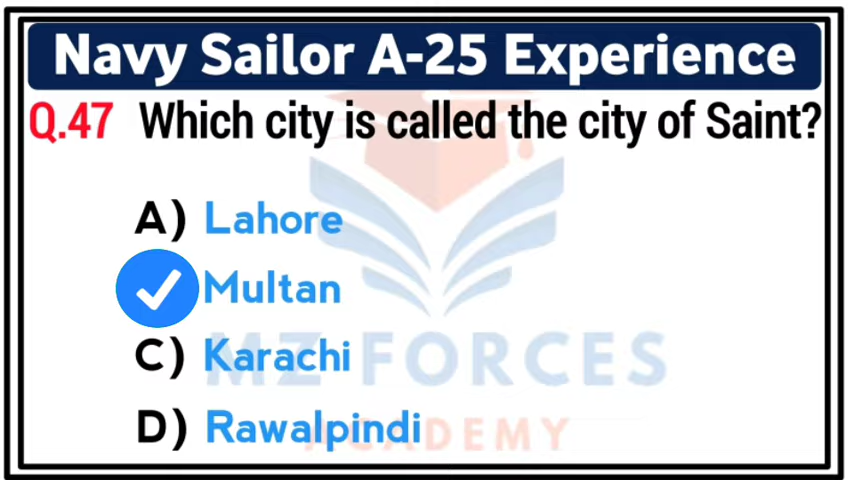 Navy Sailor A-25 Experience
Q.47 Which city is called the city of Saint?
A) Lahore
Multan
C) Karachi
D) Rawalpindi
MZ FORCES
ACADEMY